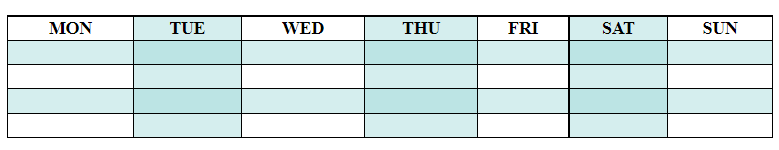 MON TUE WED THU FRI SAT SUN